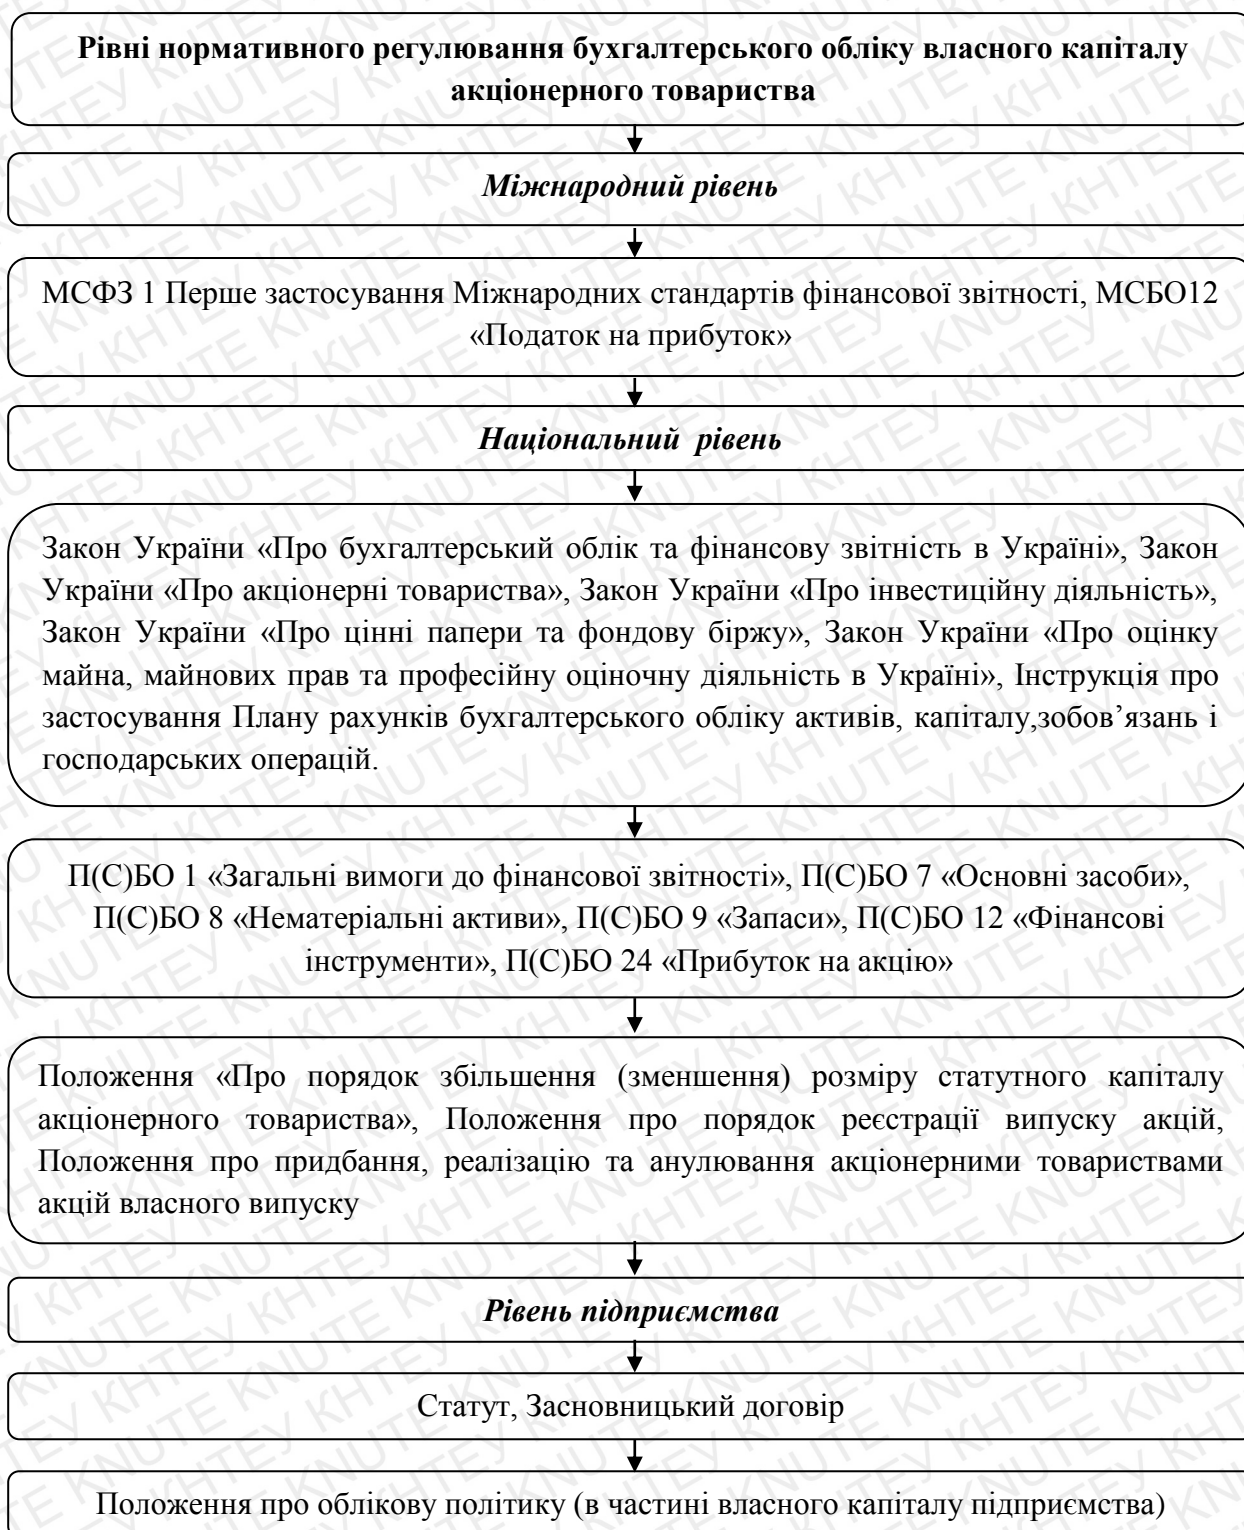 Рівні нормативного регулювання бухгалтерського обліку власного капіталу
акціонерного товариства
Міжнародний рівень
МСФЗ 1 Перше застосування Міжнародних стандартів фінансової звітності, МСБО12
«Податок на прибуток»
Національний рівень
Закон України «Про бухгалтерський облік та фінансову звітність в Україні», Закон
України «Про акціонерні товариства», Закон України «Про інвестиційну діяльність»,
Закон України «Про цінні папери та фондову біржу», Закон України «Про оцінку
майна, майнових прав та професійну оціночну діяльність в Україні», Інструкція про
застосування Плану рахунків бухгалтерського обліку активів, капіталу,зобов’язань і
господарських операцій.
П(С)БО 1 «Загальні вимоги до фінансової звітності», П(С)БО 7 «Основні засоби»,
П(С)БО 8 «Нематеріальні активи», П(С)БО 9 «Запаси», П(С)БО 12 «Фінансові
інструменти», П(С)БО 24 «Прибуток на акцію»
Положення «Про порядок збільшення (зменшення) розміру статутного капіталу
акціонерного товариства», Положення про порядок реєстрації випуску акцій,
Положення про придбання, реалізацію та анулювання акціонерними товариствами
акцій власного випуску
Рівень підприємства
Статут, Засновницький договір
Положення про облікову політику (в частині власного капіталу підприємства)